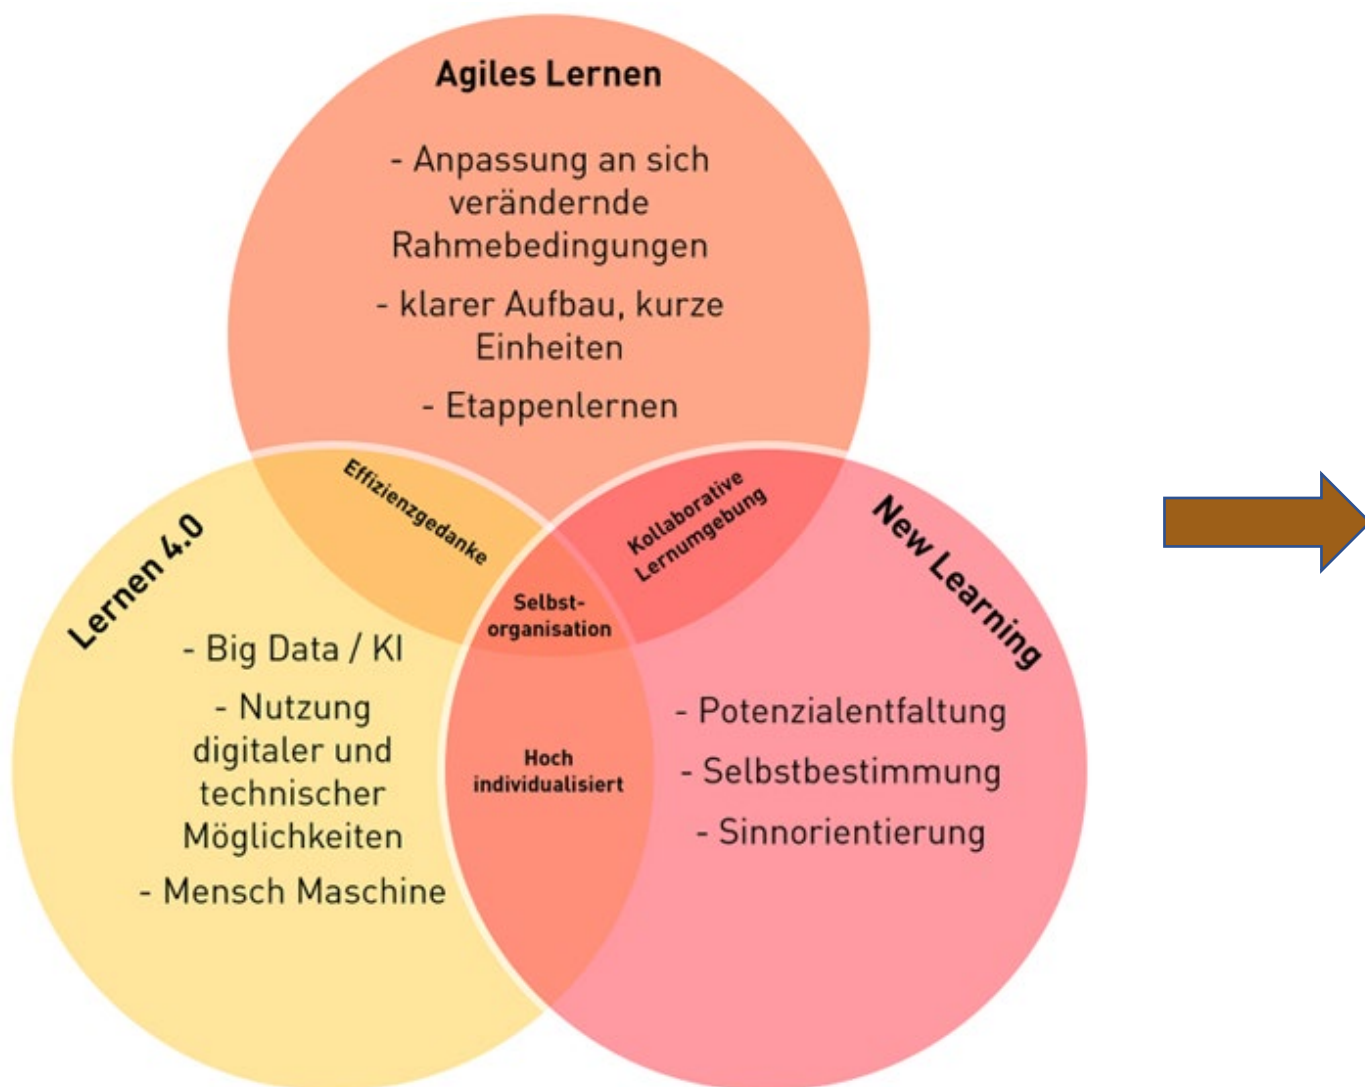 Agiles Lernen
- Anpassung an sich
verändernde
Rahmebedingungen
- klarer Aufbau, kurze
Einheiten
- Etappenlernen
Effizienzgedanke
Kollaborative
Lernumgebung
Selbst-
organisation
Hoch
individualisiert
Lernen 4.0
- Big Data / KI
- Nutzung
digitaler und
technischer
Möglichkeiten
- Mensch Maschine
New Learning
- Potenzialentfaltung
- Selbstbestimmung
- Sinnorientierung